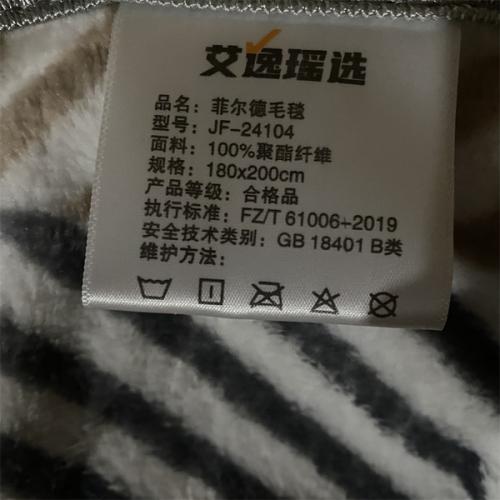 艾逸瑶选
品名：菲尔德毛毯
型号：JF-24104
面料：100%聚酯纤维
规格：180x200cm
产品等级：合格品
执行标准：FZ/T 61006+2019
安全技术类别：GB 18401 B类
维护方法：